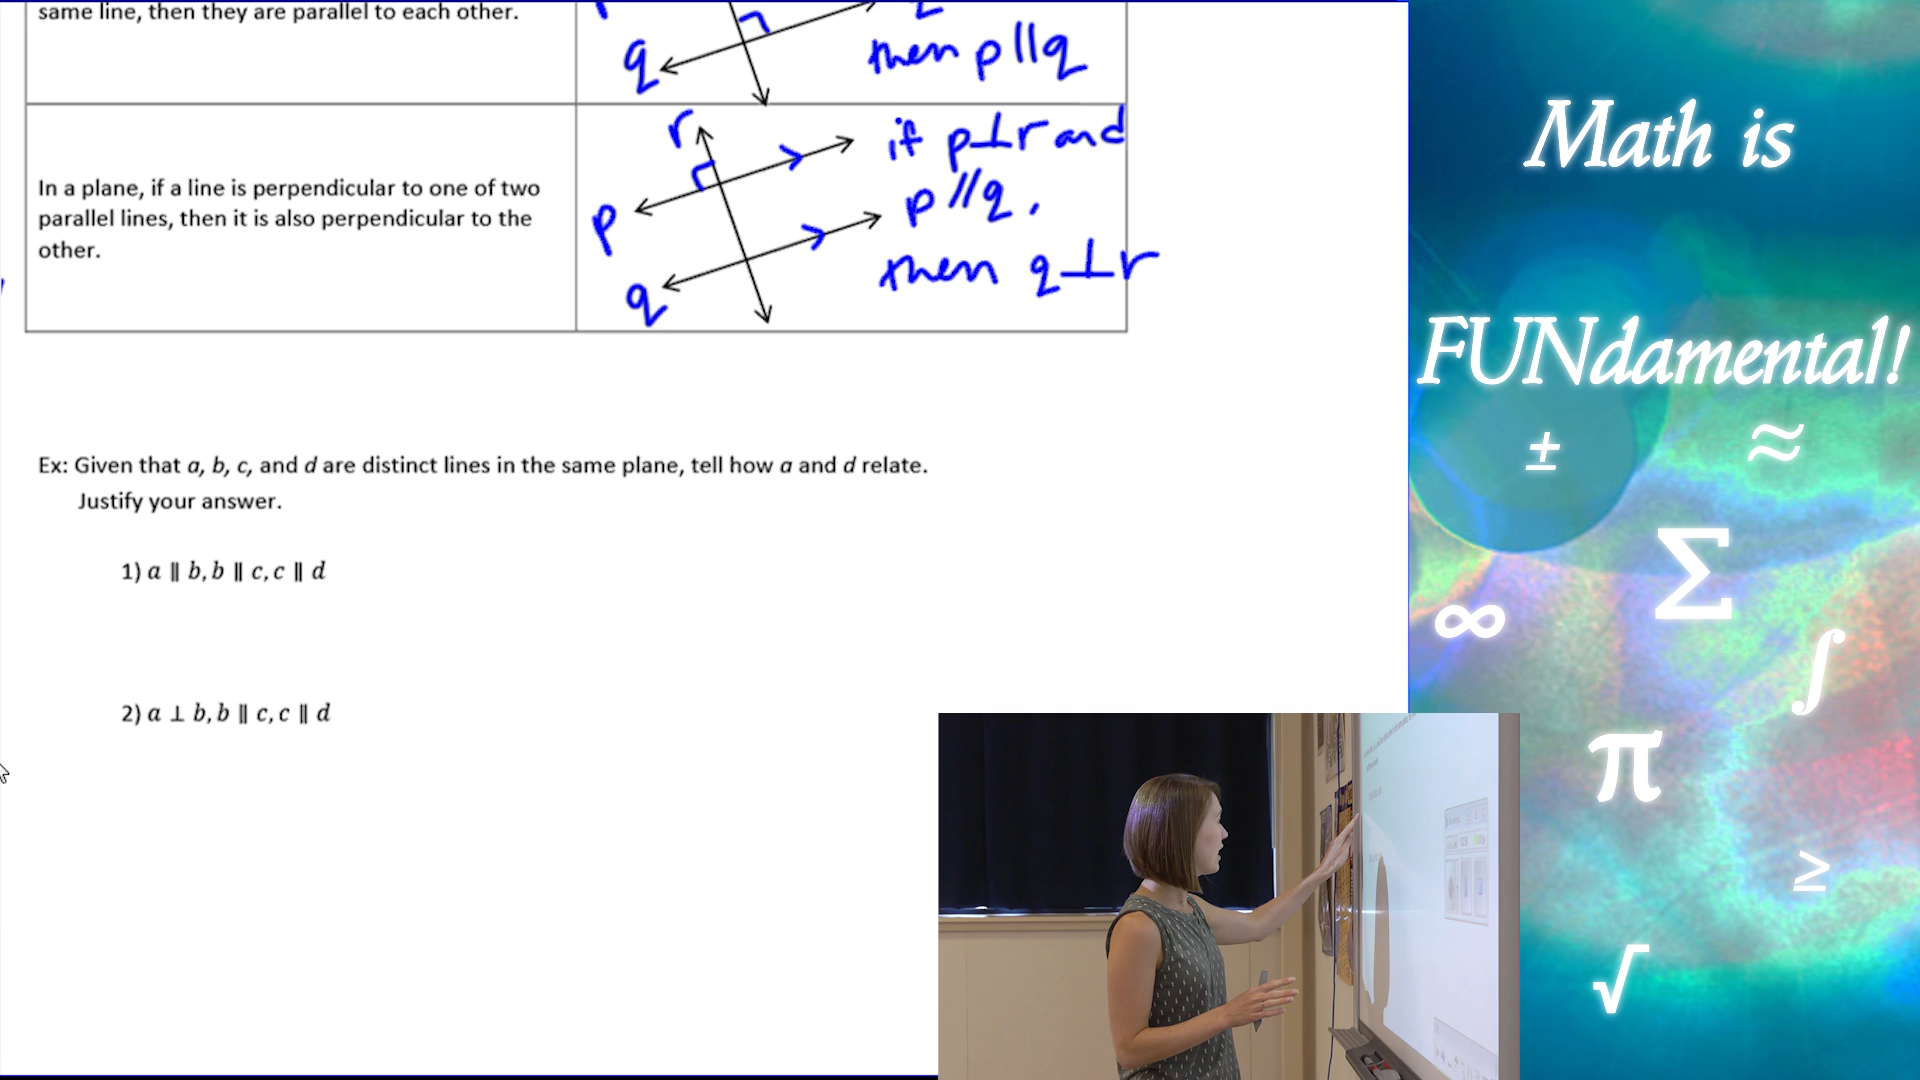 same line, then they are parallel to each other.
q
then p || q
In a plane, if a line is perpendicular to one of two
parallel lines, then it is also perpendicular to the
other.
r
p
q
if p ⊥ r and
p // q,
then q ⊥ r
Ex: Given that a, b, c, and d are distinct lines in the same plane, tell how a and d relate.
Justify your answer.
1) a ∥ b, b ∥ c, c ∥ d
2) a ⊥ b, b ∥ c, c ∥ d
Math is
FUNdamental!
± ≈
Σ
∞
∫
π
≥
√